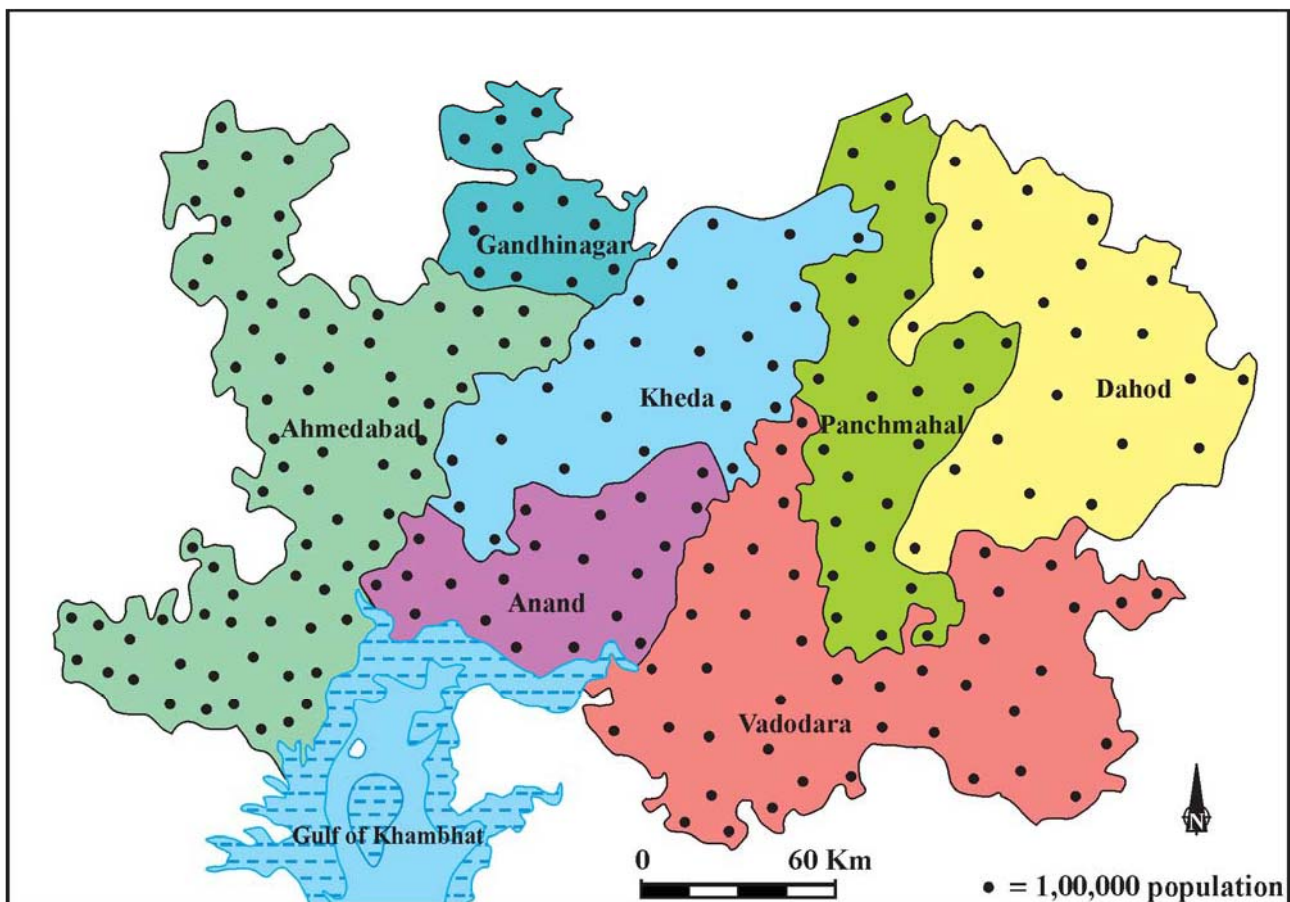 Gandhinagar
Kheda
Dahod
Ahmedabad
Panchmahal
Anand
Vadodara
Gulf of Khambhat
0 60 Km
N
= 1,00,000 population